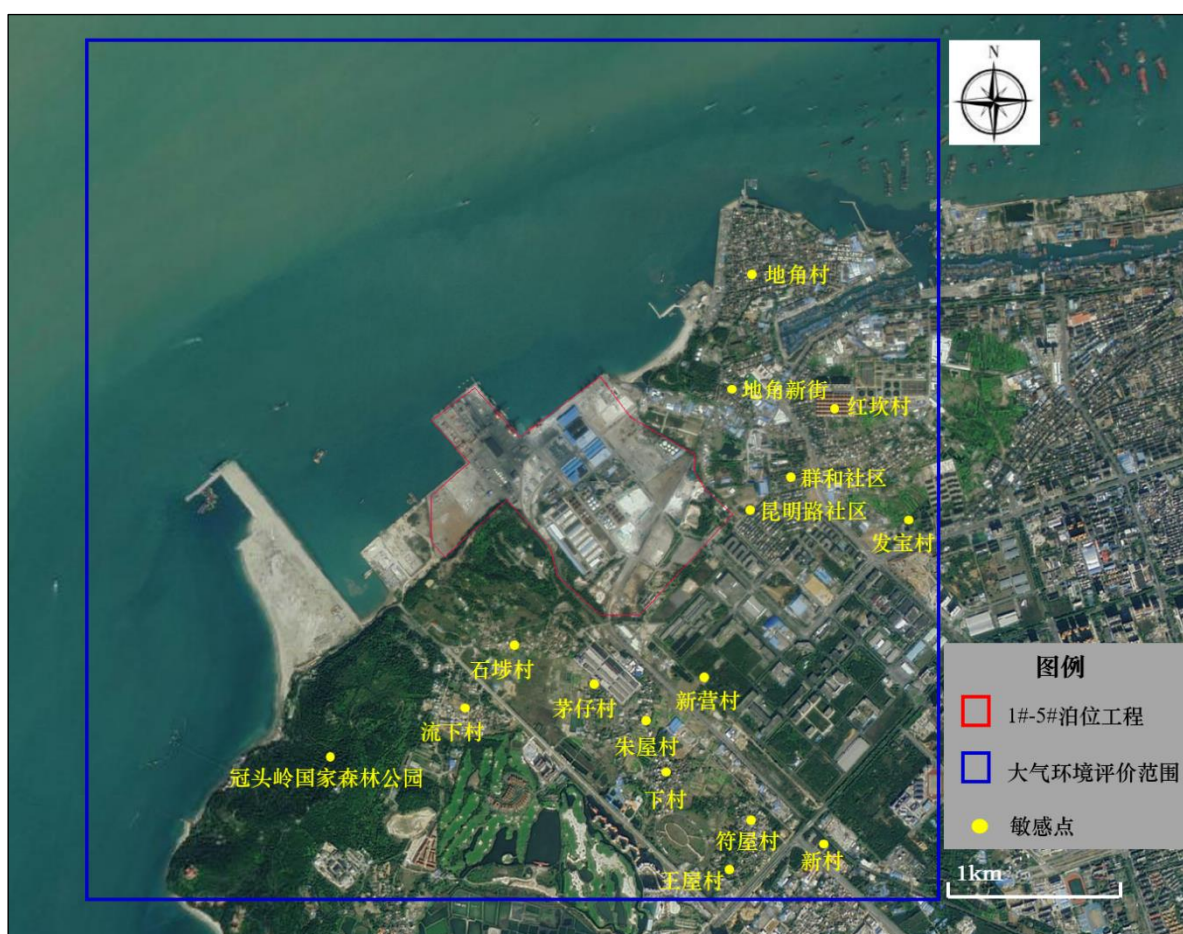 N
地角村
地角新街
红坎村
群和社区
昆明路社区
发宝村
石埗村
茅仔村
新营村
流下村
朱屋村
冠头岭国家森林公园
下村
符屋村
新村
王屋村
图例
1#-5#泊位工程
大气环境评价范围
敏感点
1km